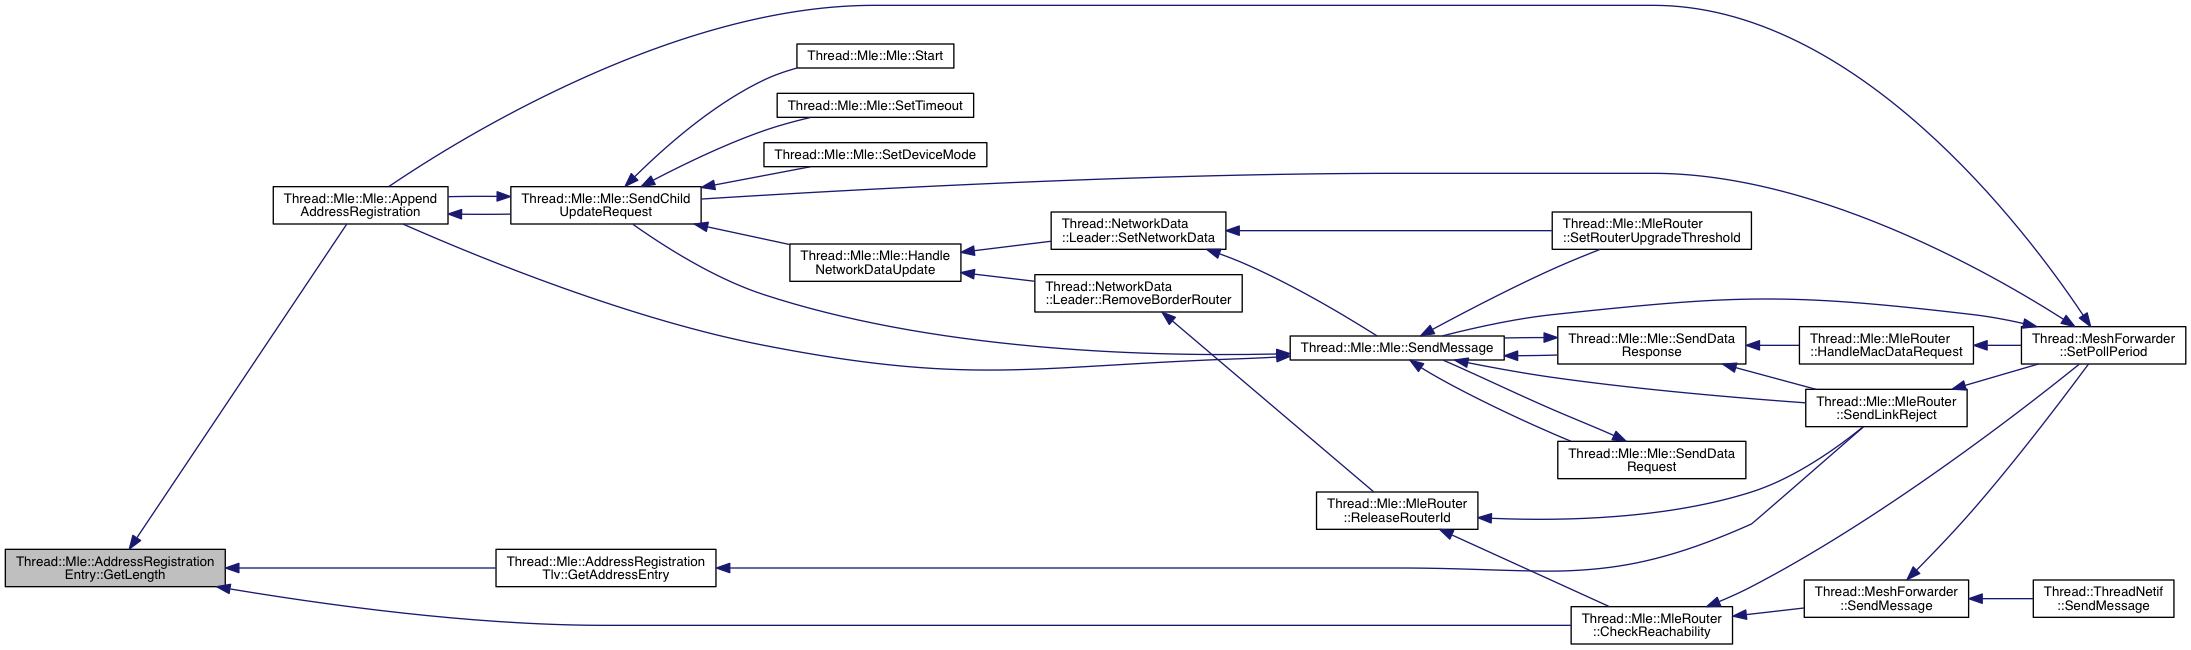 Thread::Mle::Mle::Start
Thread::Mle::Mle::SetTimeout
Thread::Mle::Mle::SetDeviceMode
Thread::Mle::Mle::Append
AddressRegistration
Thread::Mle::Mle::SendChild
UpdateRequest
Thread::NetworkData
::Leader::SetNetworkData
Thread::Mle::MleRouter
::SetRouterUpgradeThreshold
Thread::Mle::Mle::Handle
NetworkDataUpdate
Thread::NetworkData
::Leader::RemoveBorderRouter
Thread::Mle::Mle::SendMessage
Thread::Mle::Mle::SendData
Response
Thread::Mle::MleRouter
::HandleMacDataRequest
Thread::MeshForwarder
::SetPollPeriod
Thread::Mle::MleRouter
::SendLinkReject
Thread::Mle::Mle::SendData
Request
Thread::Mle::MleRouter
::ReleaseRouterId
Thread::Mle::AddressRegistration
Entry::GetLength
Thread::Mle::AddressRegistration
Tlv::GetAddressEntry
Thread::MeshForwarder
::SendMessage
Thread::ThreadNetif
::SendMessage
Thread::Mle::MleRouter
::CheckReachability